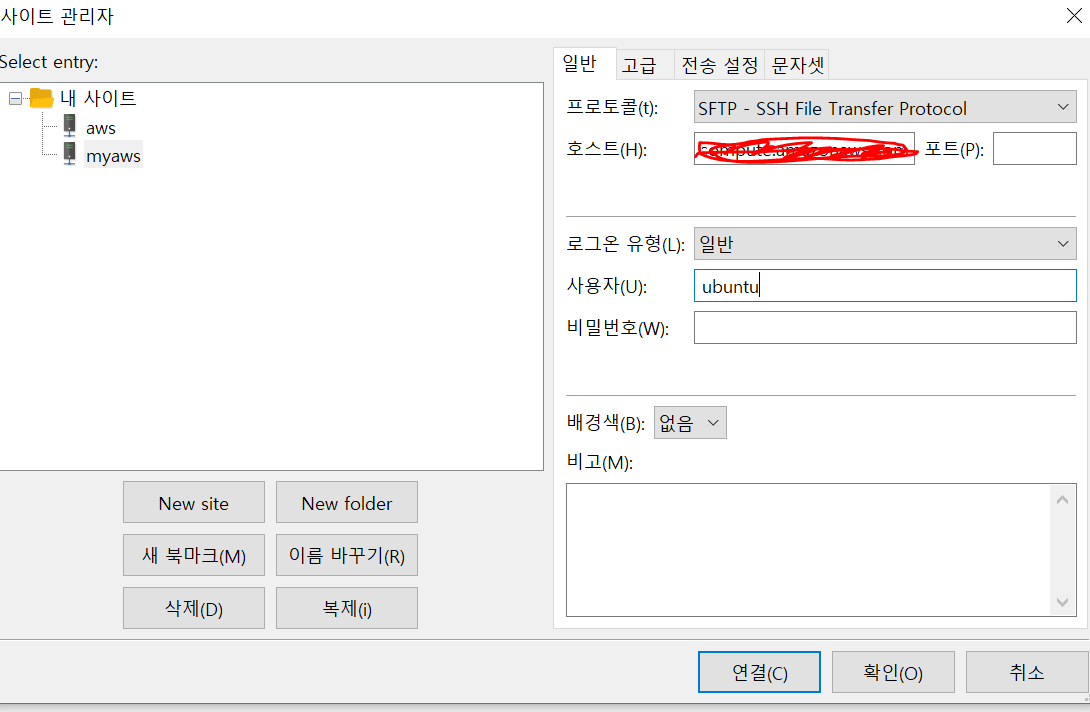 사이트 관리자
Select entry:
내 사이트
aws
myaws
New site
New folder
새 북마크(M)
이름 바꾸기(R)
삭제(D)
복제(i)
일반
고급
전송 설정
문자셋
프로토콜(t):
SFTP - SSH File Transfer Protocol
호스트(H):
포트(P):
로그온 유형(L):
일반
사용자(U):
ubuntu
비밀번호(W):
배경색(B):
없음
비고(M):
연결(C)
확인(O)
취소